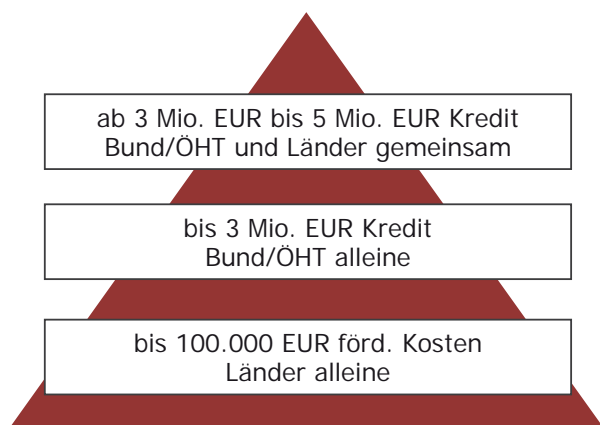 ab 3 Mio. EUR bis 5 Mio. EUR Kredit
Bund/ÖHT und Länder gemeinsam
bis 3 Mio. EUR Kredit
Bund/ÖHT alleine
bis 100.000 EUR förd. Kosten
Länder alleine